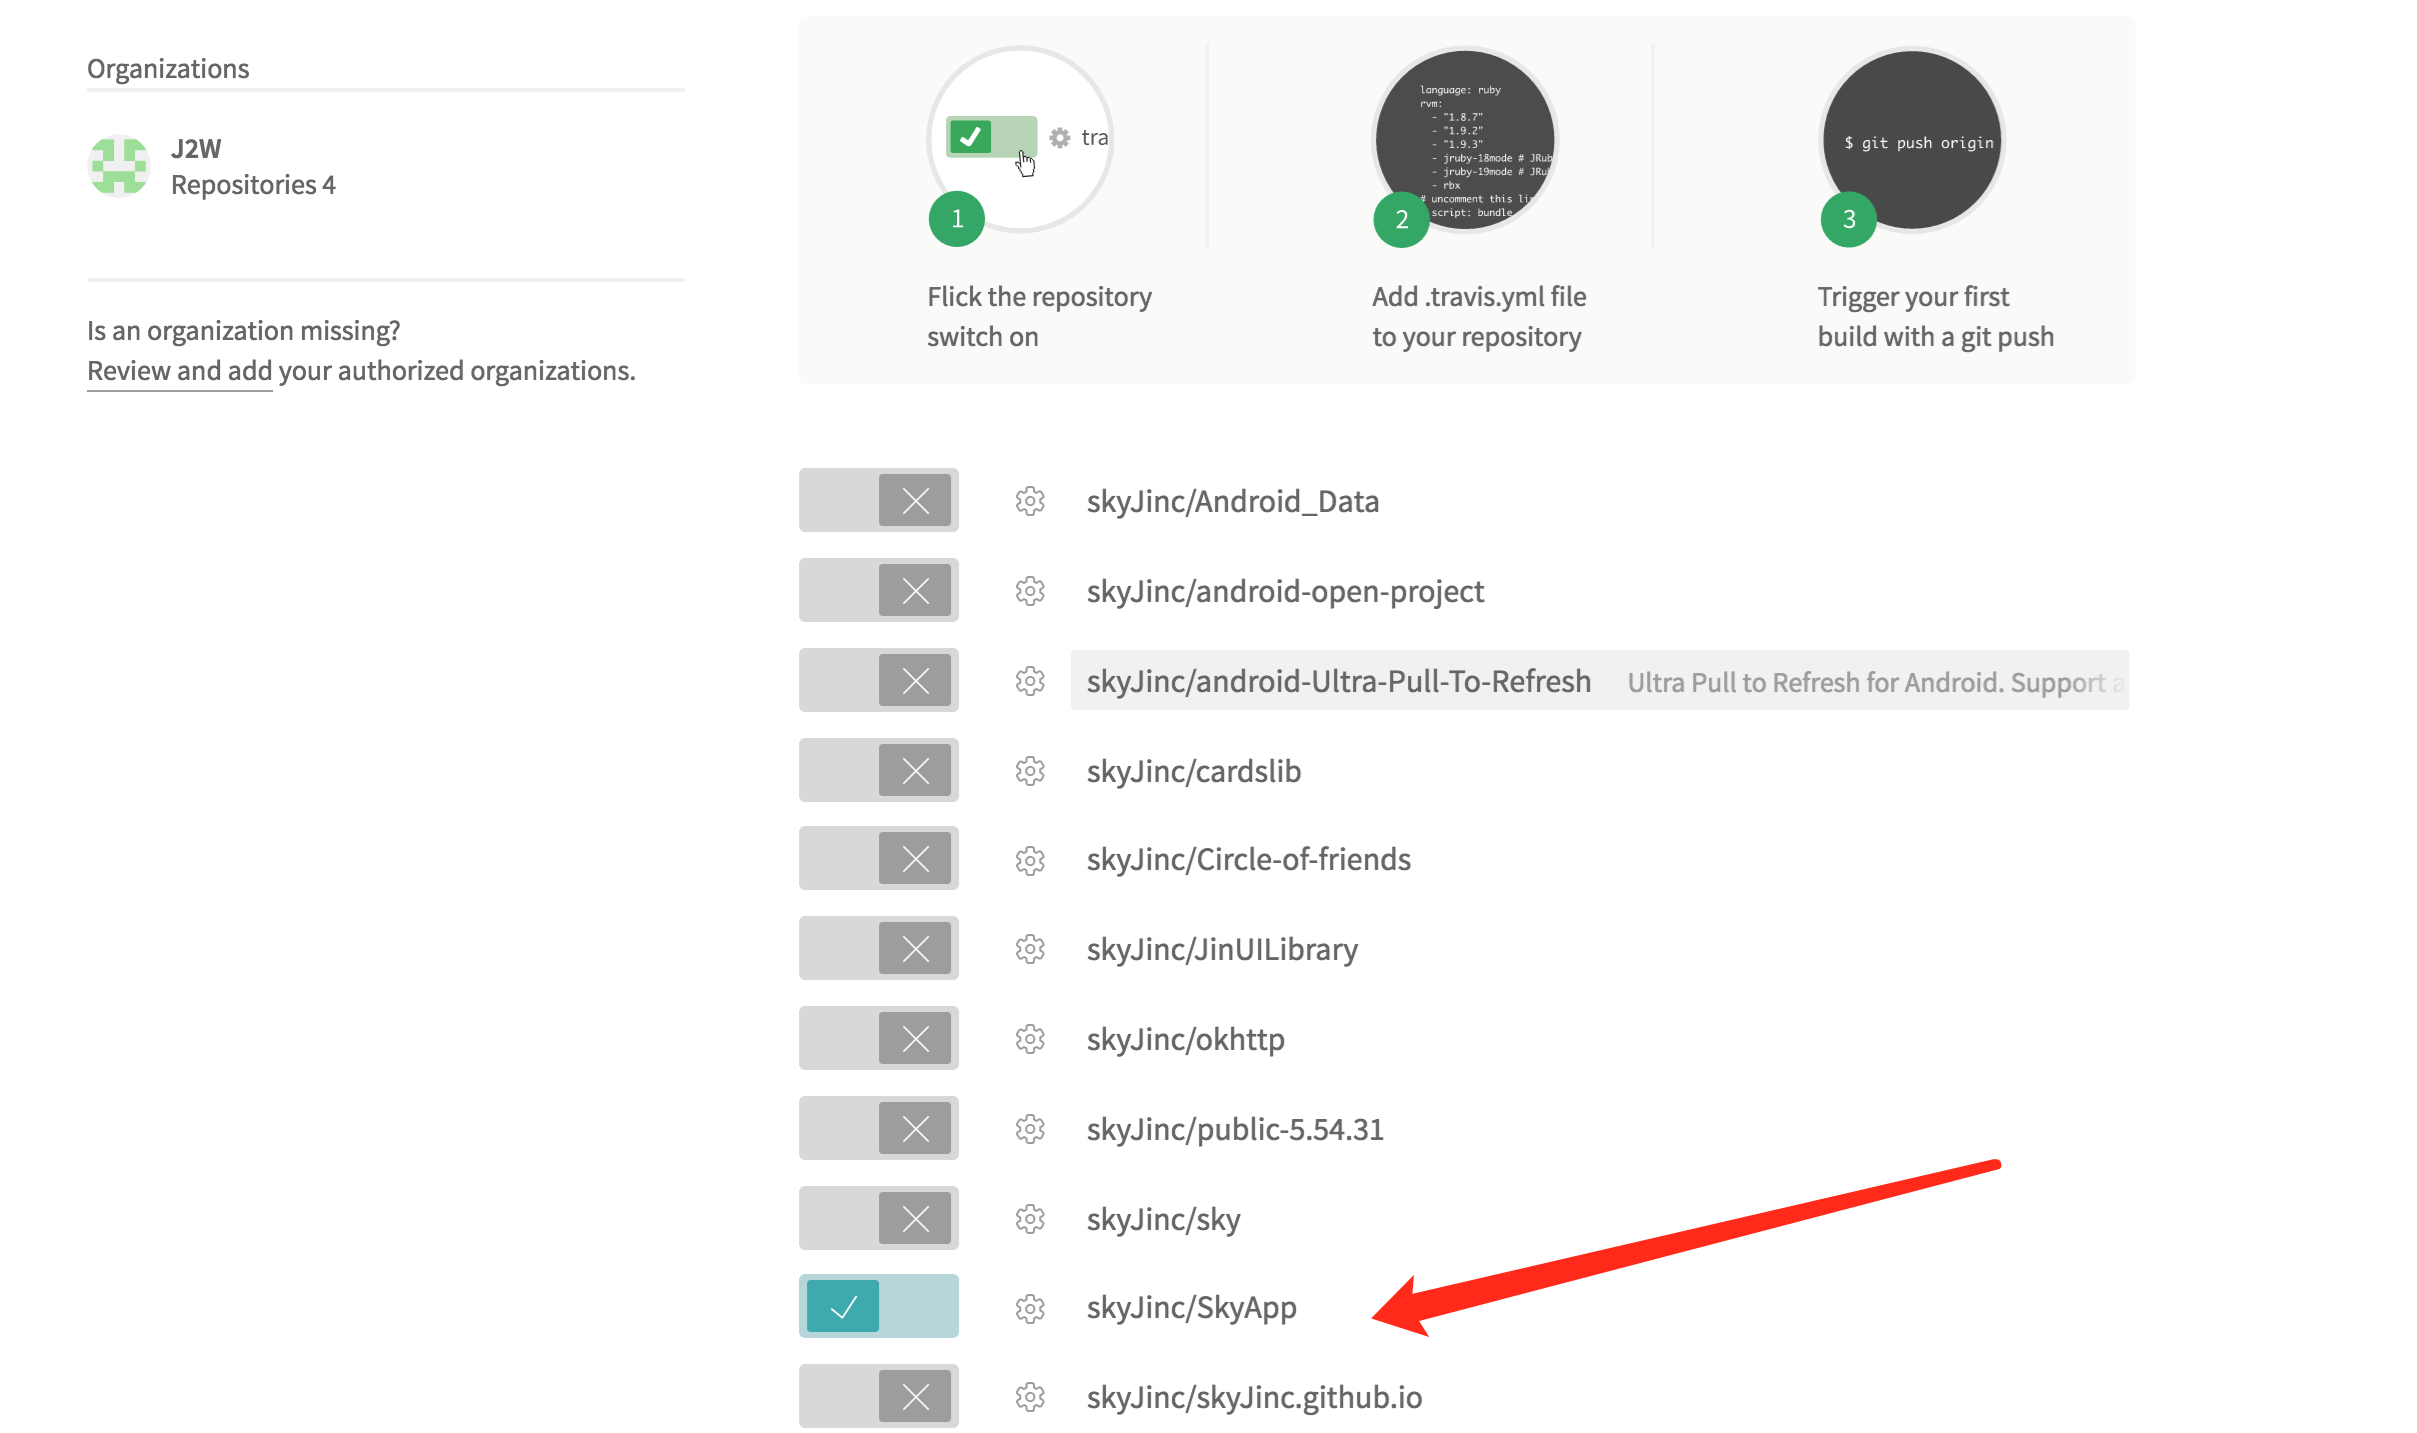 Organizations
J2W
Repositories 4
Is an organization missing?
Review and add your authorized organizations.
tra
1
Flick the repository
switch on
language: ruby
rvm:
- "1.8.7"
- "1.9.2"
- "1.9.3"
- jruby-18mode # JRub
- jruby-19mode # JRu
- rbx
# uncomment this li
script: bundle
2
Add .travis.yml file
to your repository
$ git push origin
3
Trigger your first
build with a git push
skyJinc/Android_Data
skyJinc/android-open-project
skyJinc/android-Ultra-Pull-To-Refresh Ultra Pull to Refresh for Android. Support a
skyJinc/cardslib
skyJinc/Circle-of-friends
skyJinc/JinUILibrary
skyJinc/okhttp
skyJinc/public-5.54.31
skyJinc/sky
skyJinc/SkyApp
skyJinc/skyJinc.github.io